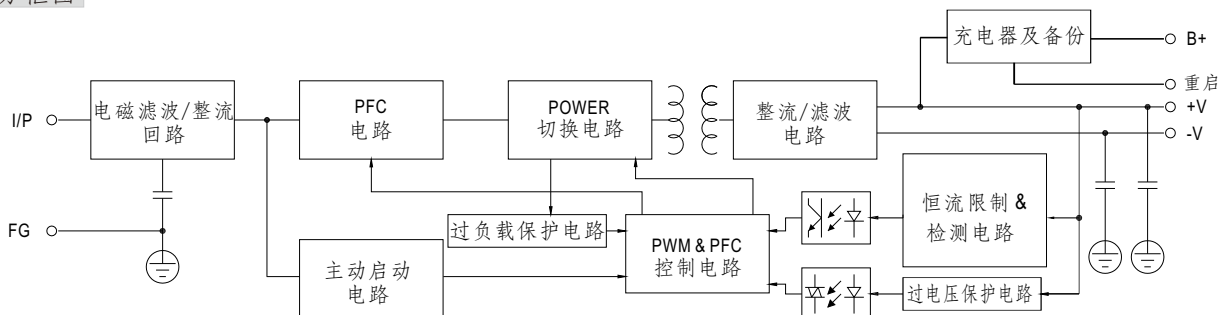 充电器及备份
B+
重启
+V
-V
I/P
电磁滤波/整流
回路
PFC
电路
POWER
切换电路
整流/滤波
电路
恒流限制 &
检测电路
FG
过负载保护电路
PWM & PFC
控制电路
主动启动
电路
过电压保护电路